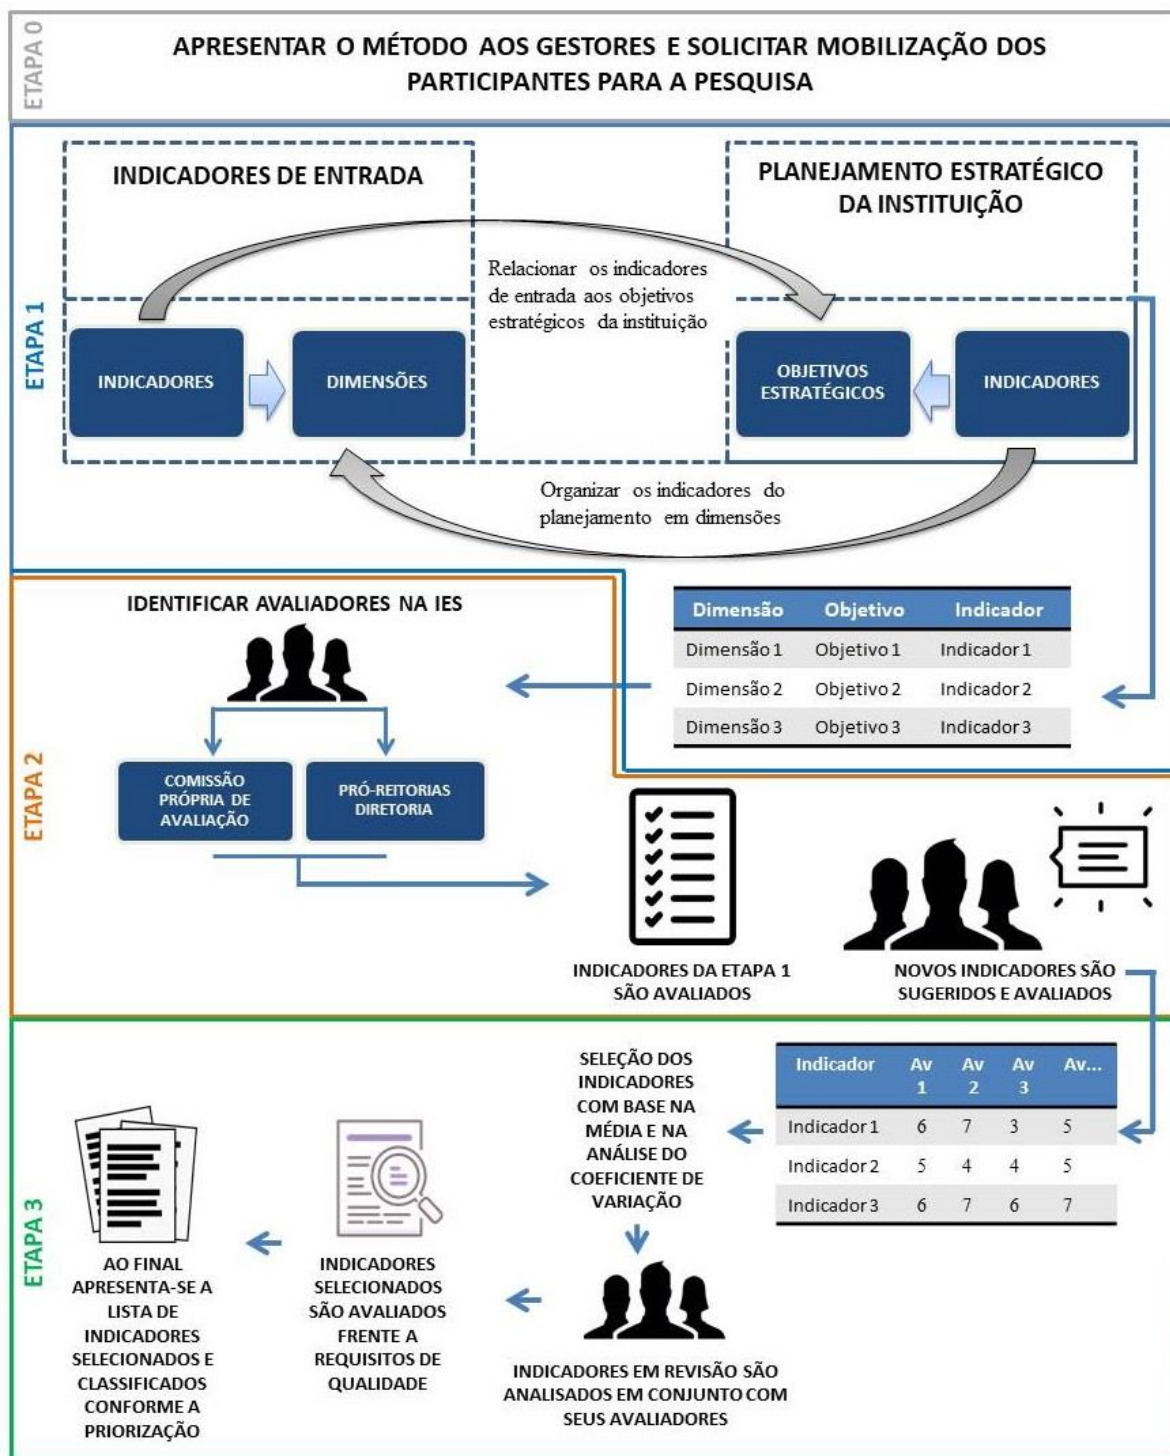 ETAPA 0
APRESENTAR O MÉTODO AOS GESTORES E SOLICITAR MOBILIZAÇÃO DOS
PARTICIPANTES PARA A PESQUISA
ETAPA 1
INDICADORES DE ENTRADA
PLANEJAMENTO ESTRATÉGICO
DA INSTITUIÇÃO
Relacionar os indicadores
de entrada aos objetivos
estratégicos da instituição
INDICADORES
DIMENSÕES
OBJETIVOS
ESTRATÉGICOS
INDICADORES
Organizar os indicadores do
planejamento em dimensões
Dimensão Objetivo Indicador
Dimensão 1 Objetivo 1 Indicador 1
Dimensão 2 Objetivo 2 Indicador 2
Dimensão 3 Objetivo 3 Indicador 3
ETAPA 2
IDENTIFICAR AVALIADORES NA IES
COMISSÃO
PRÓPRIA DE
AVALIAÇÃO
PRÓ-REITORIAS
DIRETORIA
INDICADORES DA ETAPA 1
SÃO AVALIADOS
NOVOS INDICADORES SÃO
SUGERIDOS E AVALIADOS
ETAPA 3
Indicador Av 1 Av 2 Av 3 Av...
Indicador 1 6 7 3 5
Indicador 2 5 4 4 5
Indicador 3 6 7 6 7
SELEÇÃO DOS
INDICADORES
COM BASE NA
MÉDIA E NA
ANÁLISE DO
COEFICIENTE DE
VARIAÇÃO
INDICADORES EM REVISÃO SÃO
ANALISADOS EM CONJUNTO COM
SEUS AVALIADORES
INDICADORES
SELECIONADOS
SÃO AVALIADOS
FRENTE A
REQUISITOS DE
QUALIDADE
AO FINAL
APRESENTA-SE A
LISTA DE
INDICADORES
SELECIONADOS E
CLASSIFICADOS
CONFORME A
PRIORIZAÇÃO